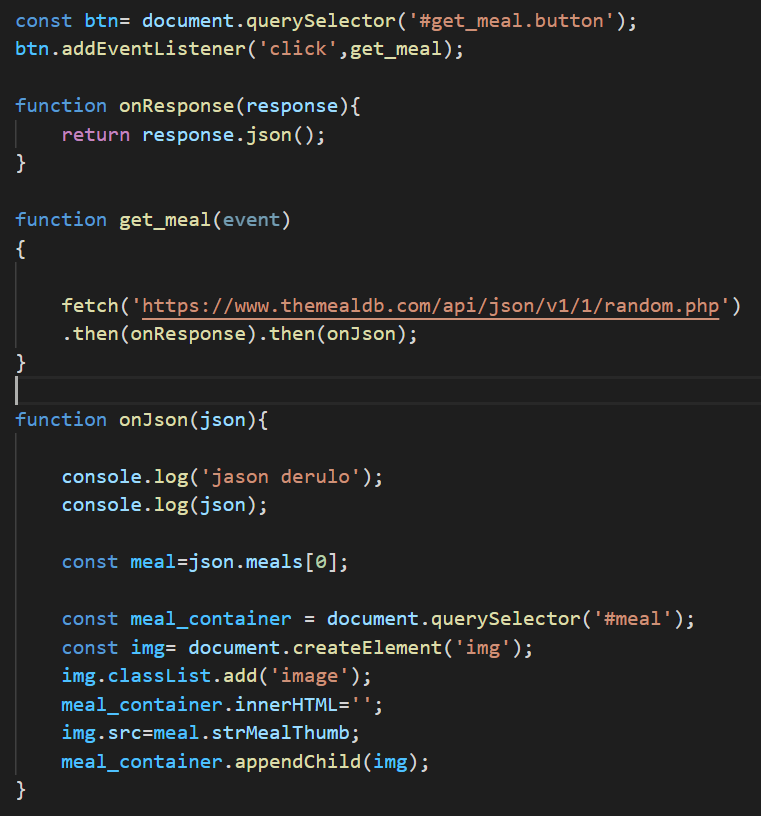 const btn= document.querySelector('#get_meal.button');
btn.addEventListener('click',get_meal);
function onResponse(response){
    return response.json();
}
function get_meal(event)
{
    fetch('https://www.themealdb.com/api/json/v1/1/random.php')
    .then(onResponse).then(onJson);
}
function onJson(json){
    console.log('jason derulo');
    console.log(json);
    const meal=json.meals[0];
    const meal_container = document.querySelector('#meal');
    const img= document.createElement('img');
    img.classList.add('image');
    meal_container.innerHTML='';
    img.src=meal.strMealThumb;
    meal_container.appendChild(img);
}